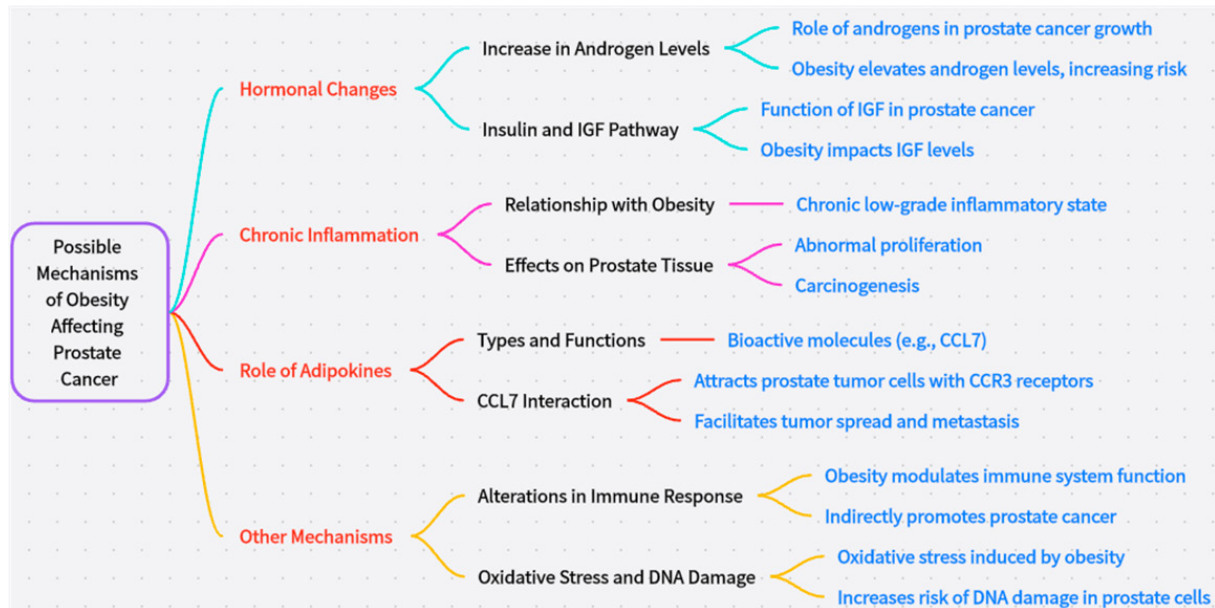 Possible
Mechanisms
of Obesity
Affecting
Prostate
Cancer
Hormonal Changes
Increase in Androgen Levels
Role of androgens in prostate cancer growth
Obesity elevates androgen levels, increasing risk
Insulin and IGF Pathway
Function of IGF in prostate cancer
Obesity impacts IGF levels
Chronic Inflammation
Relationship with Obesity
Chronic low-grade inflammatory state
Effects on Prostate Tissue
Abnormal proliferation
Carcinogenesis
Role of Adipokines
Types and Functions
Bioactive molecules (e.g., CCL7)
CCL7 Interaction
Attracts prostate tumor cells with CCR3 receptors
Facilitates tumor spread and metastasis
Other Mechanisms
Alterations in Immune Response
Obesity modulates immune system function
Indirectly promotes prostate cancer
Oxidative Stress and DNA Damage
Oxidative stress induced by obesity
Increases risk of DNA damage in prostate cells